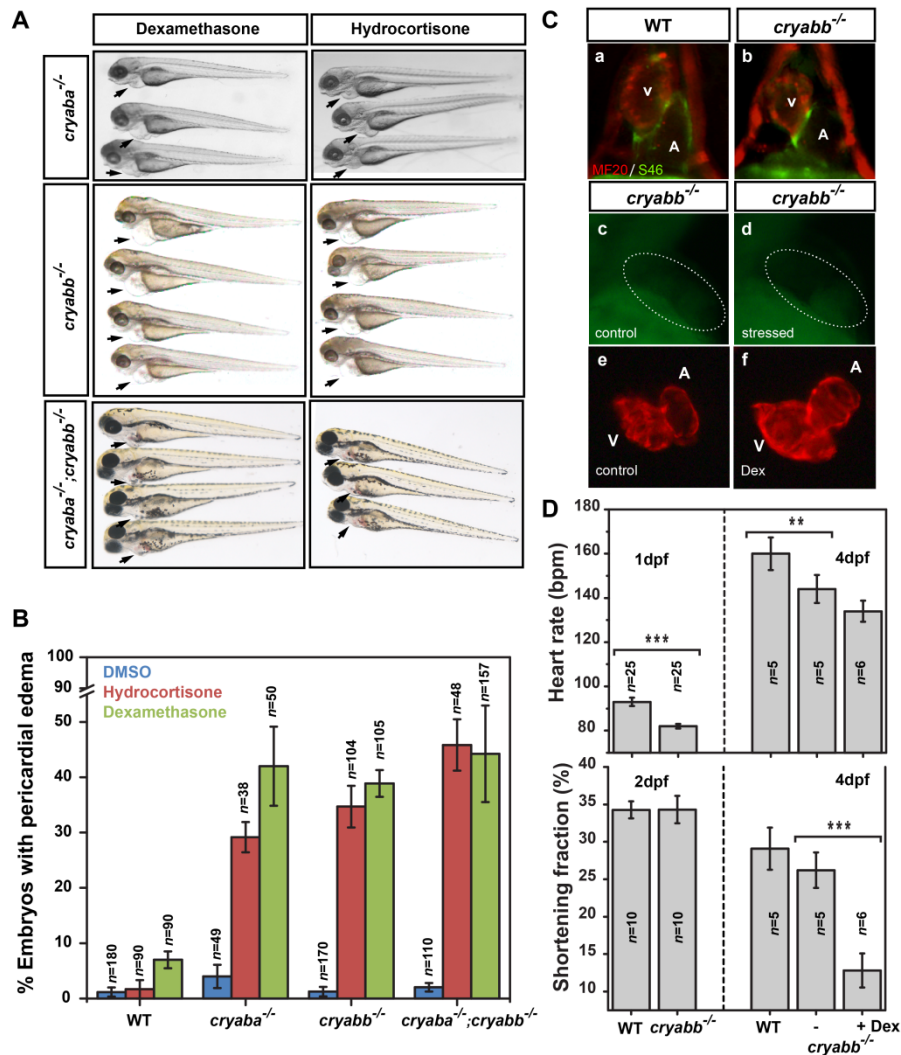 A
Dexamethasone
Hydrocortisone
cryaba-/-
cryabb-/-
cryaba-/-;cryabb-/-
B
% Embryos with pericardial edema
100
90
50
40
30
20
10
0
DMSO
Hydrocortisone
Dexamethasone
n=180
n=90
n=90
n=49
n=38
n=50
n=170
n=104
n=105
n=110
n=48
n=157
WT
cryaba-/-
cryabb-/-
cryaba-/-;cryabb-/-
C
WT
cryabb-/-
a
v
A
MF20/S46
b
v
A
cryabb-/-
cryabb-/-
c
control
d
stressed
e
A
V
control
f
A
V
Dex
D
Heart rate (bpm)
180
160
140
120
100
80
1dpf
4dpf
***
**
n=25
n=25
n=5
n=5
n=6
Shortening fraction (%)
35
30
25
20
15
2dpf
4dpf
***
n=10
n=10
n=5
n=5
n=6
WT
cryabb-/-
WT
-
+ Dex
cryabb-/-